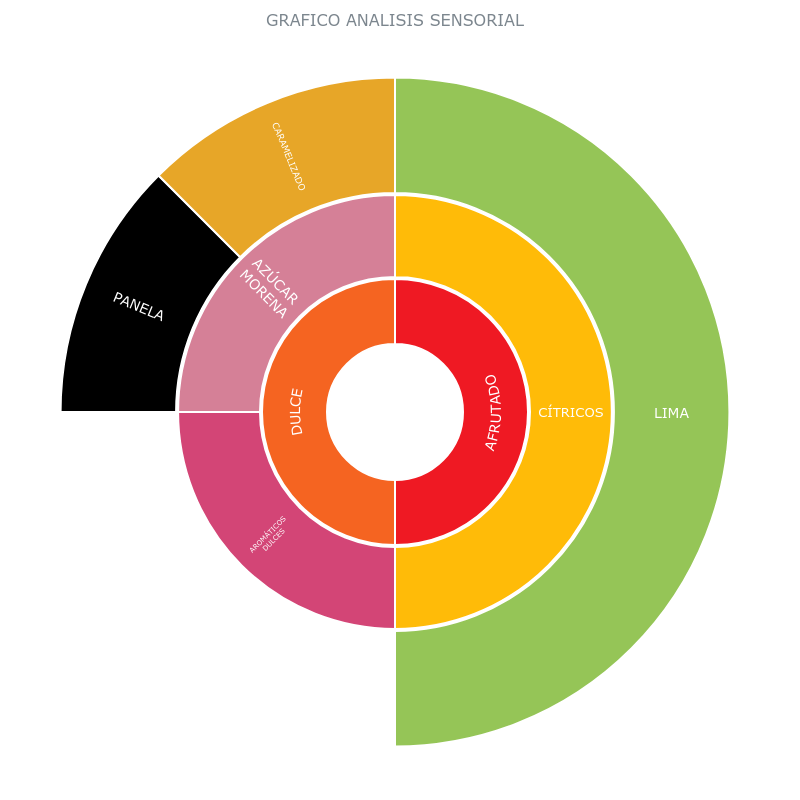 GRAFICO ANALISIS SENSORIAL
CARAMELIZADO
PANELA
AZÚCAR
MORENA
DULCE
AFRUTADO
CÍTRICOS
LIMA
AROMÁTICOS
DULCES